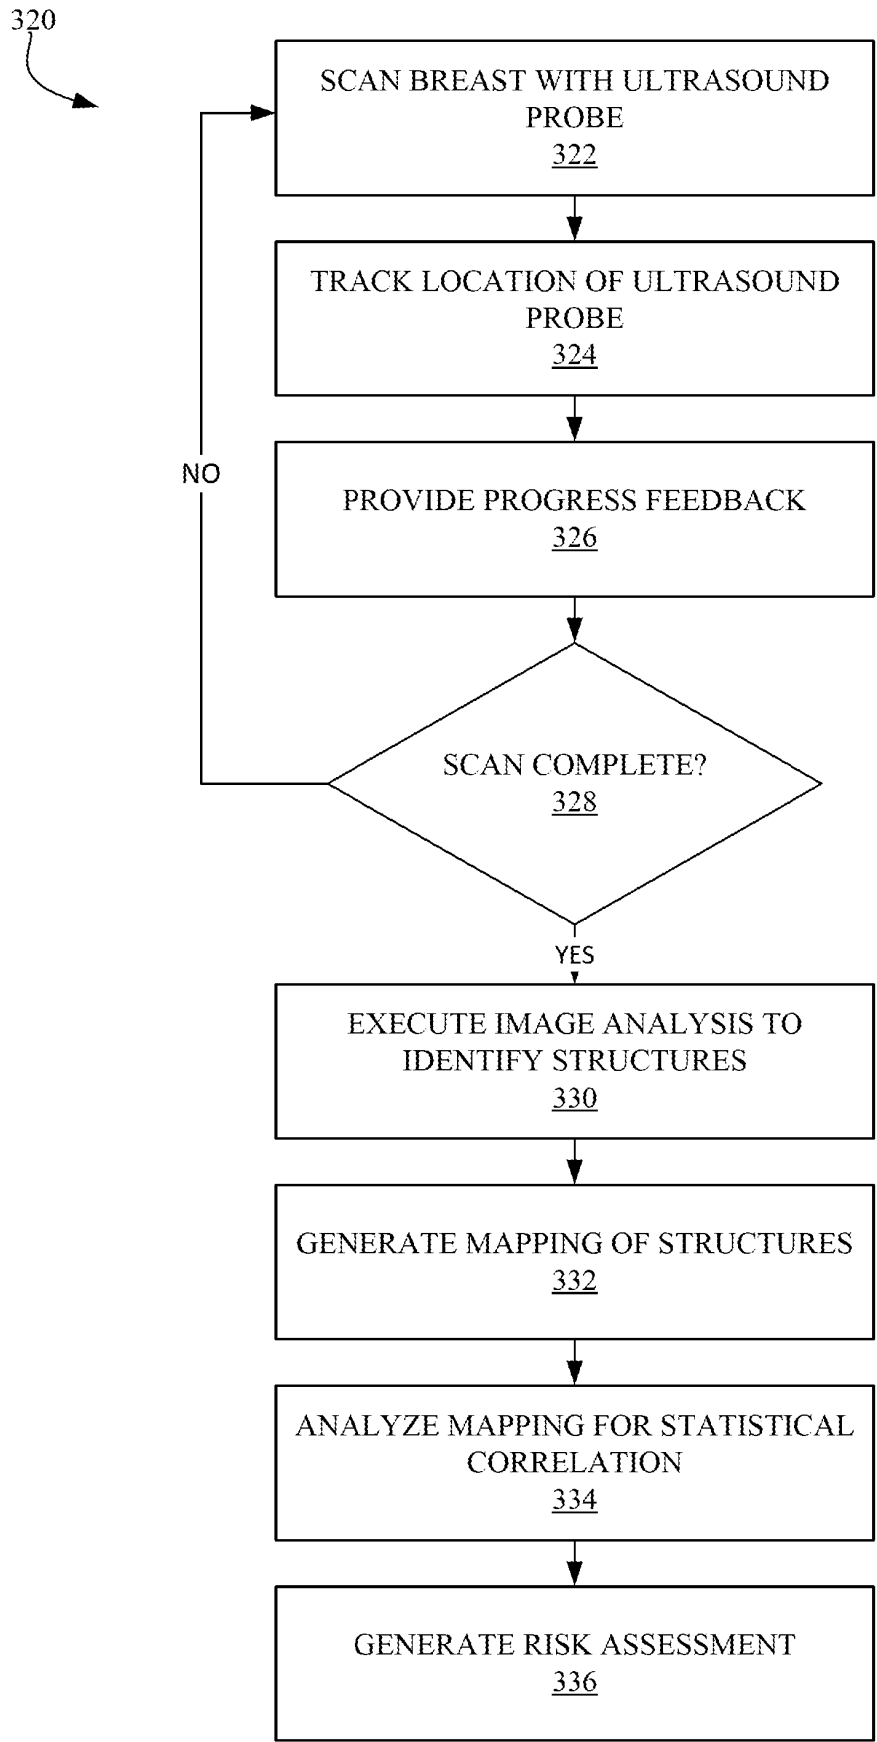 320
SCAN BREAST WITH ULTRASOUND
PROBE
322
TRACK LOCATION OF ULTRASOUND
PROBE
324
NO
PROVIDE PROGRESS FEEDBACK
326
SCAN COMPLETE?
328
YES
EXECUTE IMAGE ANALYSIS TO
IDENTIFY STRUCTURES
330
GENERATE MAPPING OF STRUCTURES
332
ANALYZE MAPPING FOR STATISTICAL
CORRELATION
334
GENERATE RISK ASSESSMENT
336